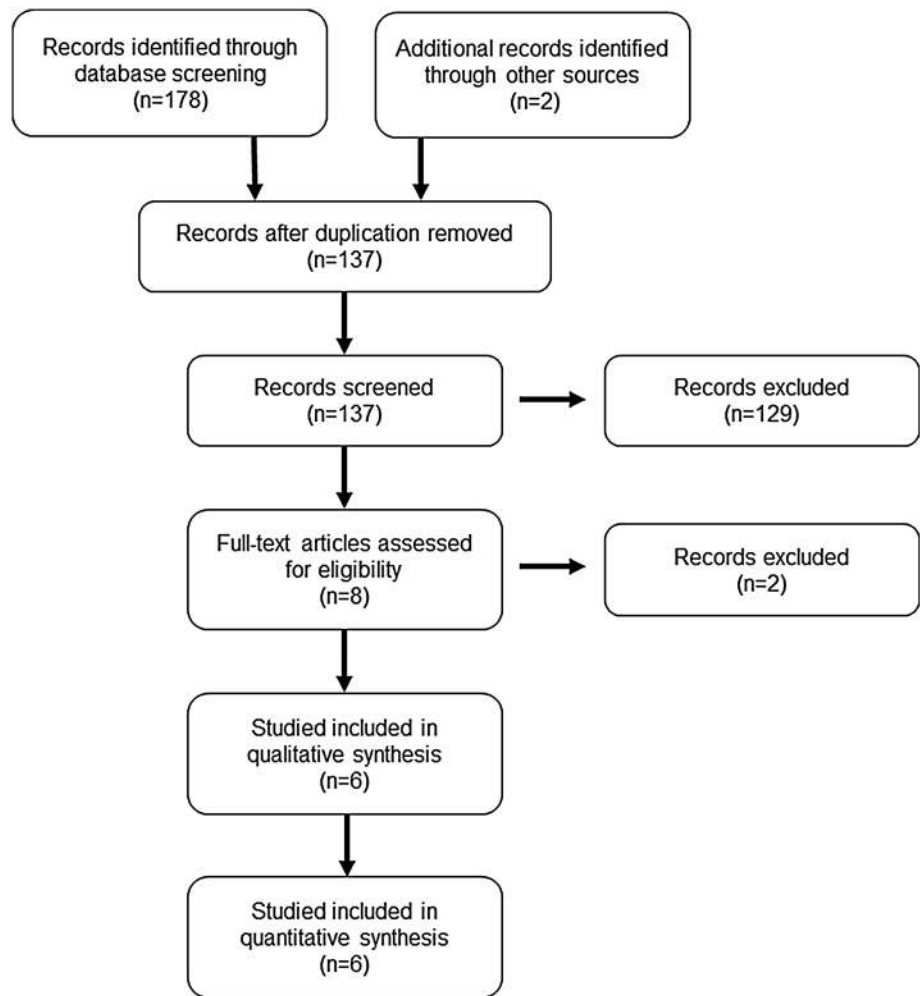 Records identified through
database screening
(n=178)
Additional records identified
through other sources
(n=2)
Records after duplication removed
(n=137)
Records screened
(n=137)
Records excluded
(n=129)
Full-text articles assessed
for eligibility
(n=8)
Records excluded
(n=2)
Studied included in
qualitative synthesis
(n=6)
Studied included in
quantitative synthesis
(n=6)